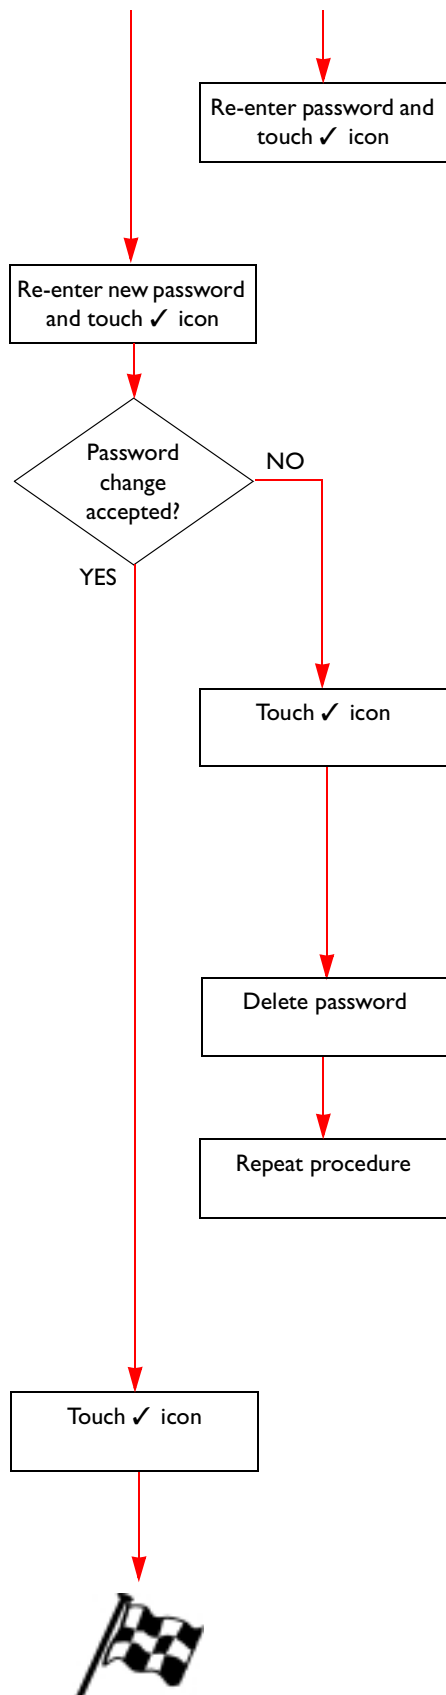 Re-enter password and
touch ✓ icon
Re-enter new password
and touch ✓ icon
Password
change
accepted?
NO
YES
Touch ✓ icon
Delete password
Repeat procedure
Touch ✓ icon